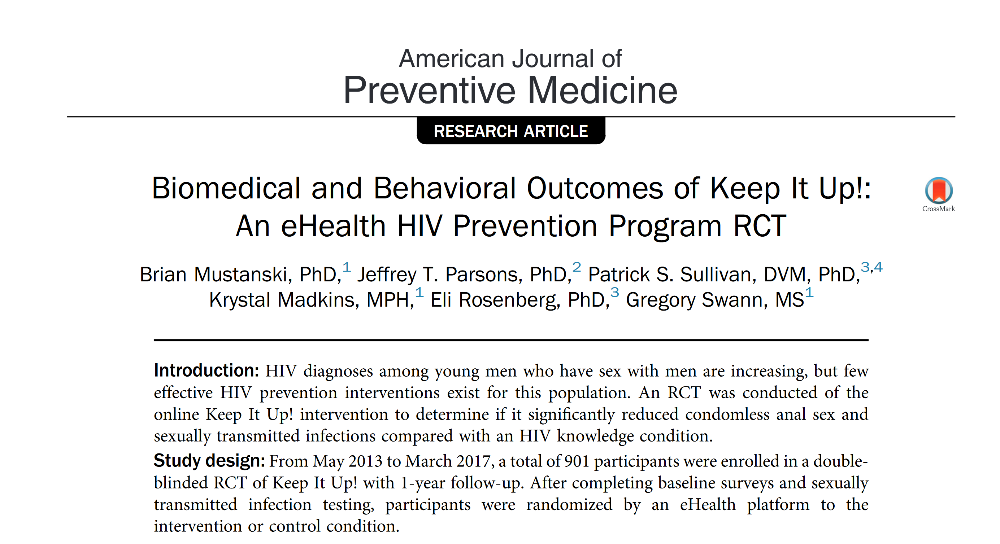 American Journal of
Preventive Medicine
RESEARCH ARTICLE
Biomedical and Behavioral Outcomes of Keep It Up!:
An eHealth HIV Prevention Program RCT
CrossMark
Brian Mustanski, PhD,1 Jeffrey T. Parsons, PhD,2 Patrick S. Sullivan, DVM, PhD,3,4
Krystal Madkins, MPH,1 Eli Rosenberg, PhD,3 Gregory Swann, MS1
Introduction: HIV diagnoses among young men who have sex with men are increasing, but few
effective HIV prevention interventions exist for this population. An RCT was conducted of the
online Keep It Up! intervention to determine if it significantly reduced condomless anal sex and
sexually transmitted infections compared with an HIV knowledge condition.
Study design: From May 2013 to March 2017, a total of 901 participants were enrolled in a double-
blinded RCT of Keep It Up! with 1-year follow-up. After completing baseline surveys and sexually
transmitted infection testing, participants were randomized by an eHealth platform to the
intervention or control condition.